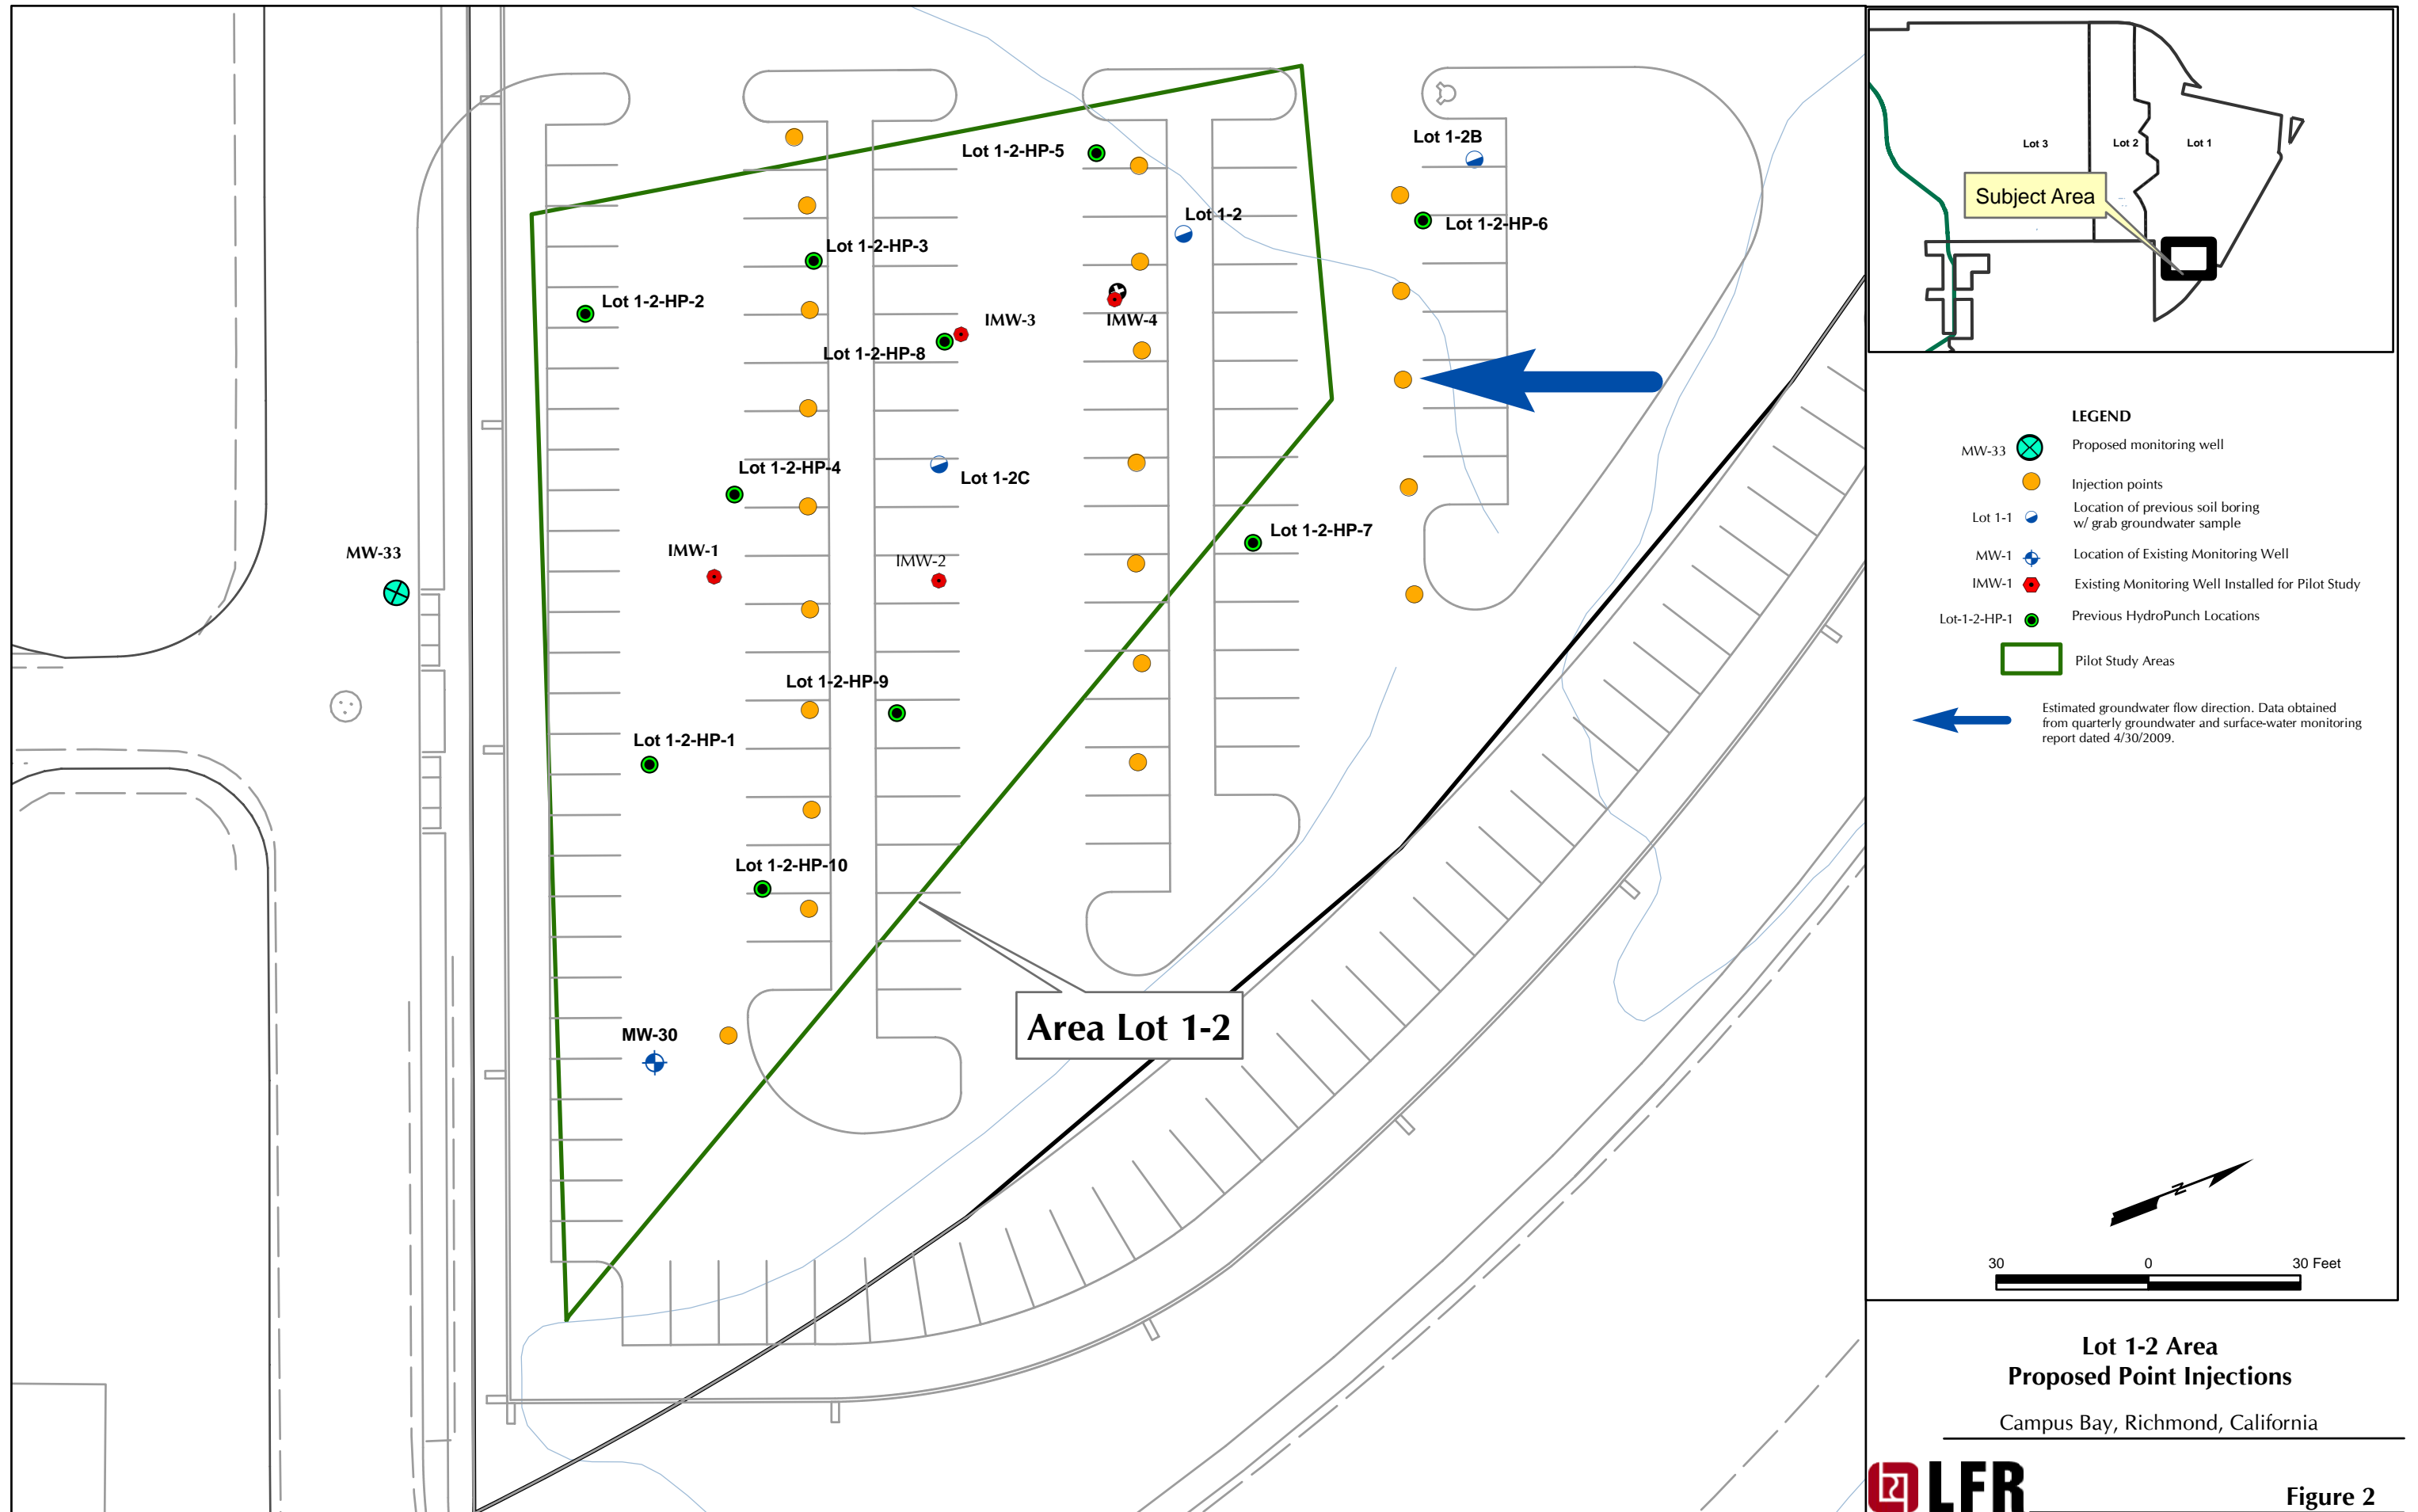 Lot 1-2B
Lot 1-2-HP-5
Lot 1-2
Lot 1-2-HP-6
Lot 1-2-HP-3
Lot 1-2-HP-2
IMW-3
IMW-4
Lot 1-2-HP-8
Lot 1-2-HP-4
Lot 1-2C
Lot 1-2-HP-7
MW-33
IMW-1
IMW-2
Lot 1-2-HP-9
Lot 1-2-HP-1
Lot 1-2-HP-10
Area Lot 1-2
MW-30
Lot 3
Lot 2
Lot 1
Subject Area
LEGEND
MW-33 Proposed monitoring well
Injection points
Lot 1-1 Location of previous soil boring
w/ grab groundwater sample
MW-1 Location of Existing Monitoring Well
IMW-1 Existing Monitoring Well Installed for Pilot Study
Lot-1-2-HP-1 Previous HydroPunch Locations
Pilot Study Areas
Estimated groundwater flow direction. Data obtained
from quarterly groundwater and surface-water monitoring
report dated 4/30/2009.
N
30 0 30 Feet
Lot 1-2 Area
Proposed Point Injections
Campus Bay, Richmond, California
LFR
Figure 2